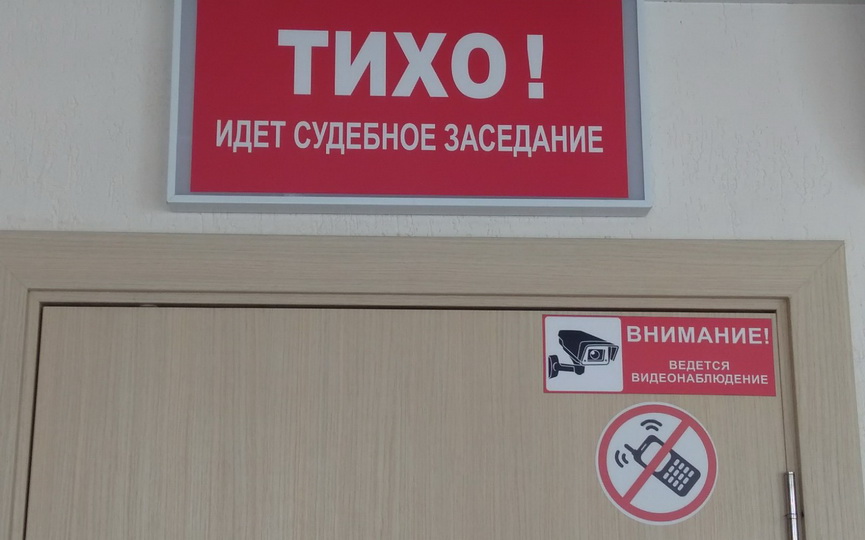 ТИХО!
ИДЕТ СУДЕБНОЕ ЗАСЕДАНИЕ
ВНИМАНИЕ!
ВЕДЕТСЯ
ВИДЕОНАБЛЮДЕНИЕ